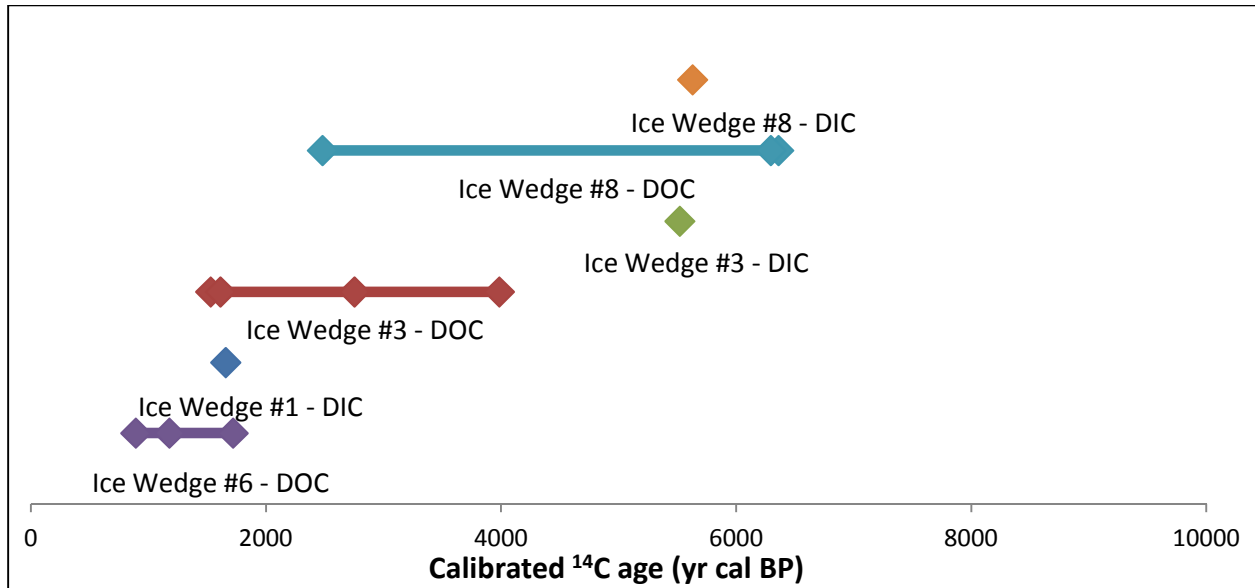 Ice Wedge #8 - DIC
Ice Wedge #8 - DOC
Ice Wedge #3 - DIC
Ice Wedge #3 - DOC
Ice Wedge #1 - DIC
Ice Wedge #6 - DOC
0 2000 4000 6000 8000 10000
Calibrated ¹⁴C age (yr cal BP)